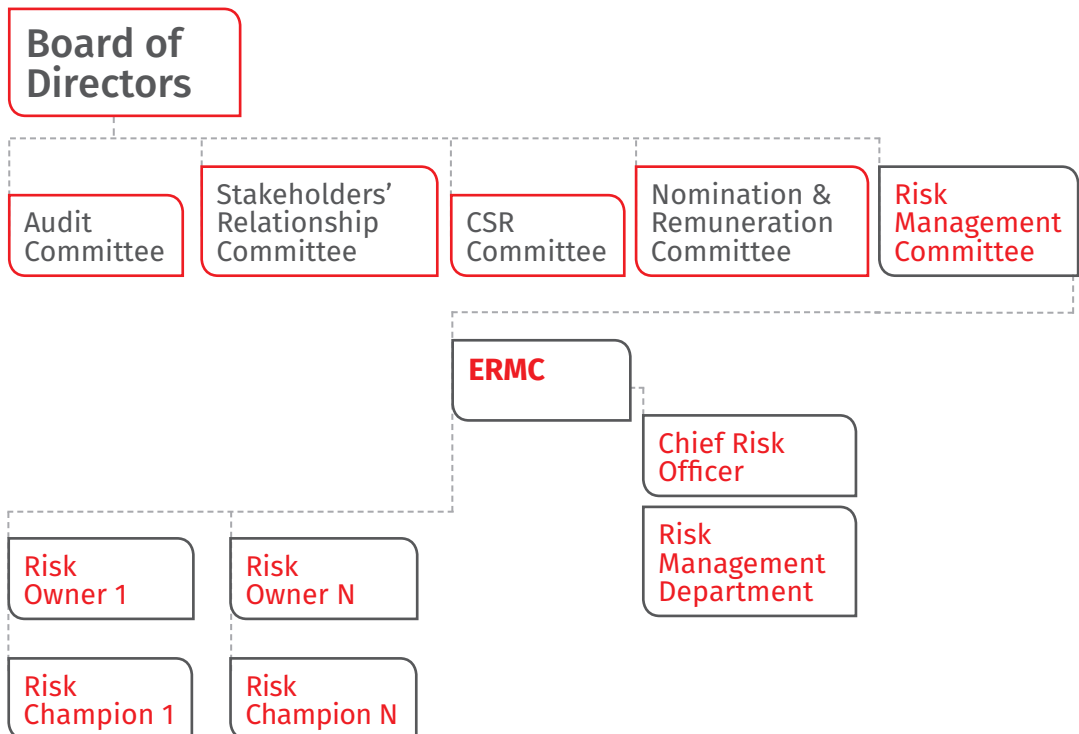 Board of
Directors
Audit
Committee
Stakeholders’
Relationship
Committee
CSR
Committee
Nomination &
Remuneration
Committee
Risk
Management
Committee
ERMC
Chief Risk
Officer
Risk
Management
Department
Risk
Owner 1
Risk
Owner N
Risk
Champion 1
Risk
Champion N